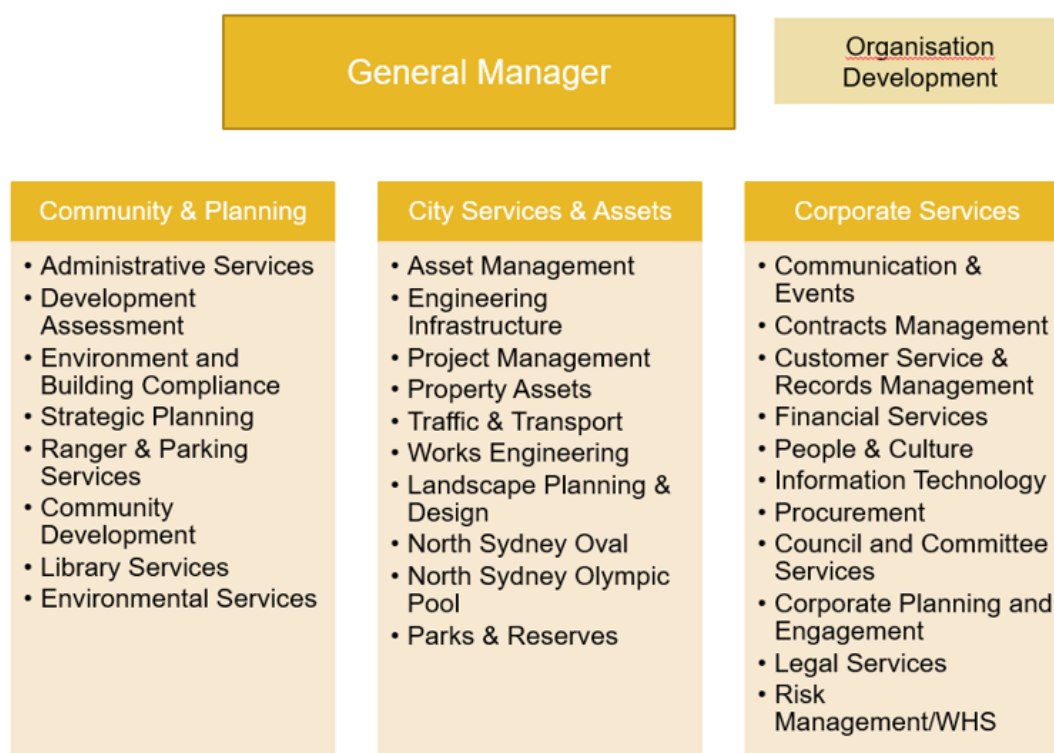 General Manager
Organisation
Development
Community & Planning
• Administrative Services
• Development
Assessment
• Environment and
Building Compliance
• Strategic Planning
• Ranger & Parking
Services
• Community
Development
• Library Services
• Environmental Services
City Services & Assets
• Asset Management
• Engineering
Infrastructure
• Project Management
• Property Assets
• Traffic & Transport
• Works Engineering
• Landscape Planning &
Design
• North Sydney Oval
• North Sydney Olympic
Pool
• Parks & Reserves
Corporate Services
• Communication &
Events
• Contracts Management
• Customer Service &
Records Management
• Financial Services
• People & Culture
• Information Technology
• Procurement
• Council and Committee
Services
• Corporate Planning and
Engagement
• Legal Services
• Risk
Management/WHS